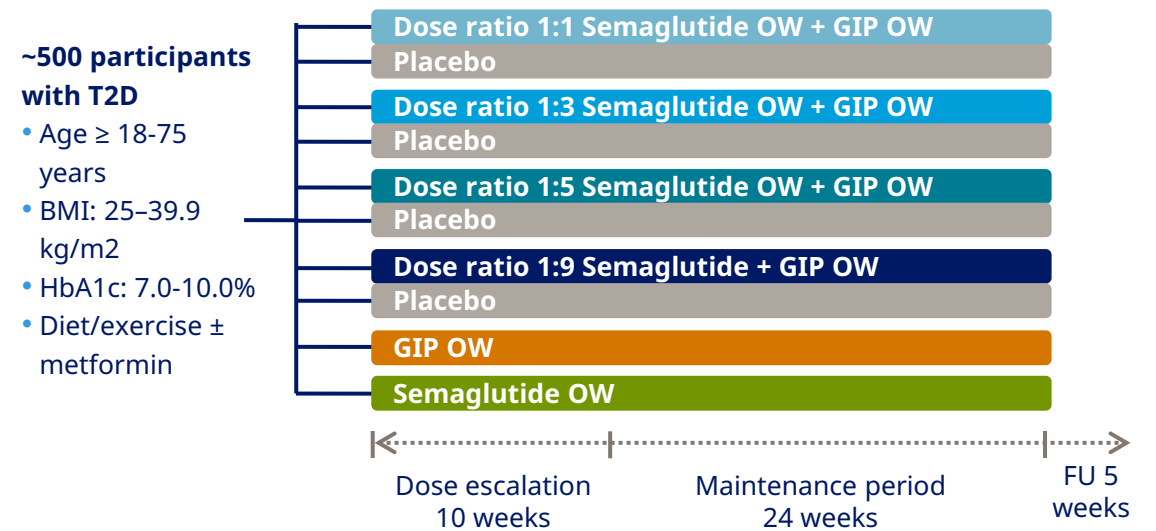 ~500 participants
with T2D
• Age ≥ 18-75
years
• BMI: 25–39.9
kg/m2
• HbA1c: 7.0-10.0%
• Diet/exercise ±
metformin
Dose ratio 1:1 Semaglutide OW + GIP OW
Placebo
Dose ratio 1:3 Semaglutide OW + GIP OW
Placebo
Dose ratio 1:5 Semaglutide OW + GIP OW
Placebo
Dose ratio 1:9 Semaglutide + GIP OW
Placebo
GIP OW
Semaglutide OW
Dose escalation
10 weeks
Maintenance period
24 weeks
FU 5
weeks